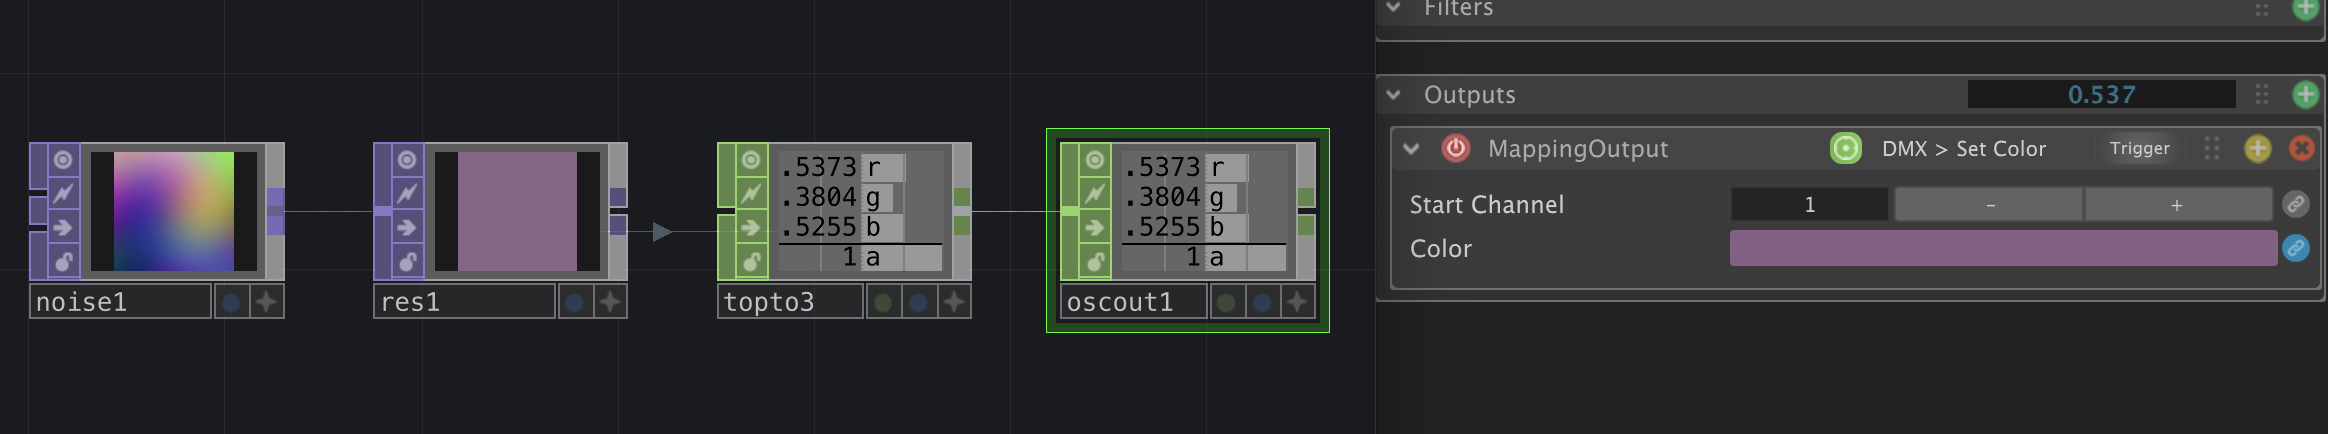 Filters
Outputs 0.537
MappingOutput DMX > Set Color Trigger
Start Channel 1 - +
Color
.5373 r
.3804 g
.5255 b
1 a
.5373 r
.3804 g
.5255 b
1 a
noise1
res1
topto3
oscout1